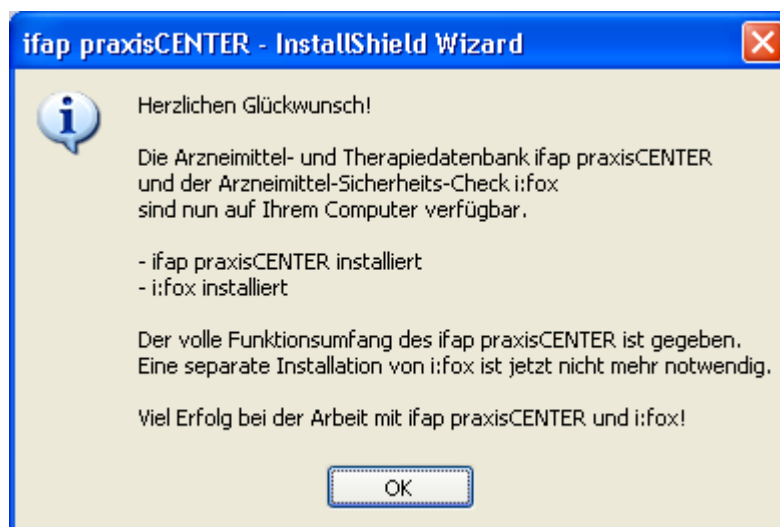 ifap praxisCENTER - InstallShield Wizard
Herzlichen Glückwunsch!
Die Arzneimittel- und Therapiedatenbank ifap praxisCENTER
und der Arzneimittel-Sicherheits-Check i:fox
sind nun auf Ihrem Computer verfügbar.
- ifap praxisCENTER installiert
- i:fox installiert
Der volle Funktionsumfang des ifap praxisCENTER ist gegeben.
Eine separate Installation von i:fox ist jetzt nicht mehr notwendig.
Viel Erfolg bei der Arbeit mit ifap praxisCENTER und i:fox!
OK